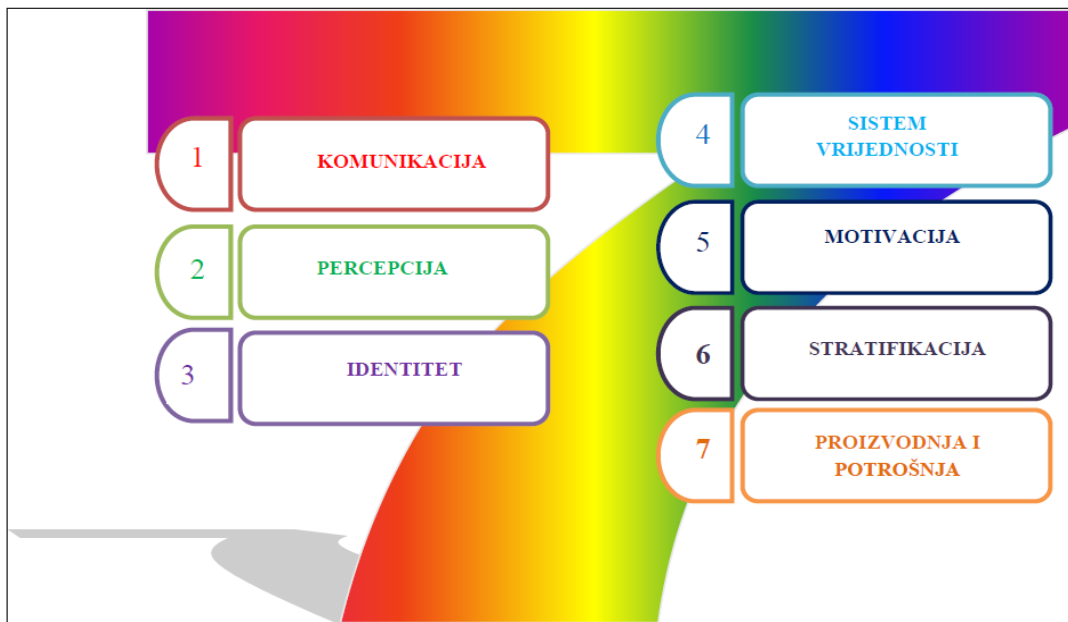 1
KOMUNIKACIJA
2
PERCEPCIJA
3
IDENTITET
4
SISTEM
VRIJEDNOSTI
5
MOTIVACIJA
6
STRATIFIKACIJA
7
PROIZVODNJA I
POTROŠNJA